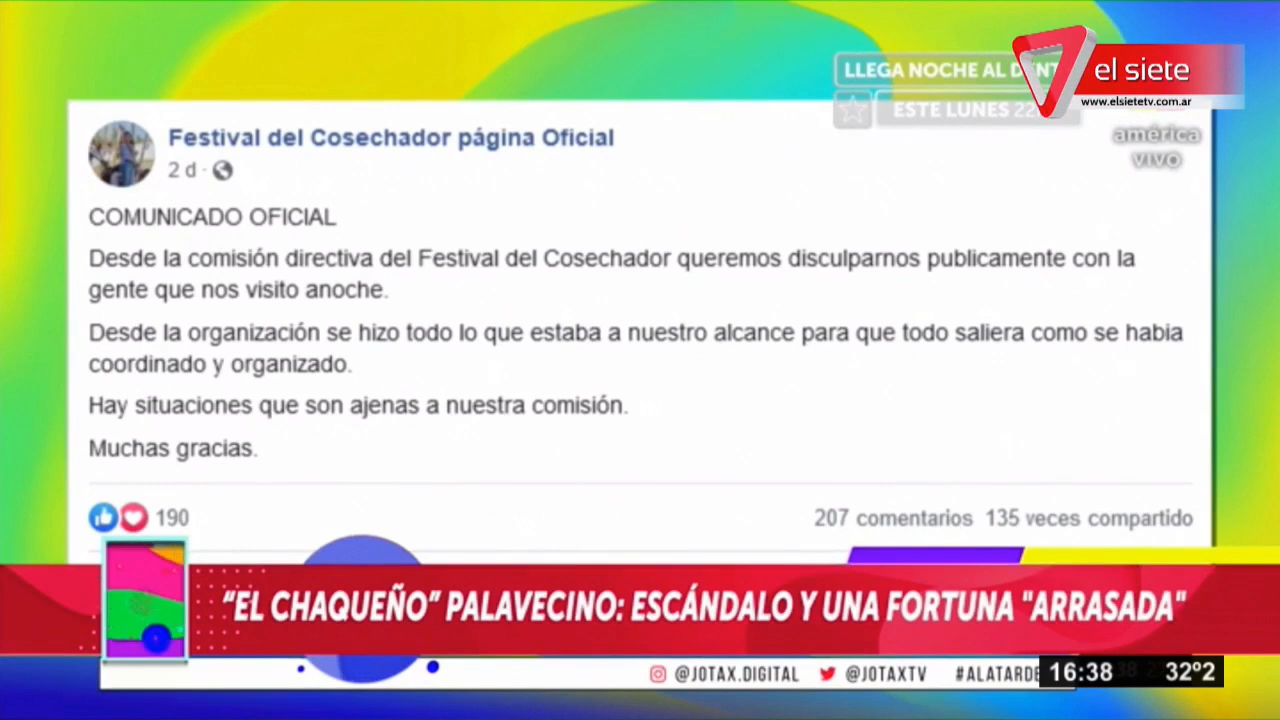 LLEGA NOCHE AL
ESTE LUNES
el siete
www.elsietetv.com.ar
américa
VIVO
Festival del Cosechador página Oficial
2 d ·
COMUNICADO OFICIAL
Desde la comisión directiva del Festival del Cosechador queremos disculparnos publicamente con la
gente que nos visito anoche.
Desde la organización se hizo todo lo que estaba a nuestro alcance para que todo saliera como se habia
coordinado y organizado.
Hay situaciones que son ajenas a nuestra comisión.
Muchas gracias.
190
207 comentarios 135 veces compartido
“EL CHAQUEÑO” PALAVECINO: ESCÁNDALO Y UNA FORTUNA "ARRASADA"
@JOTAX.DIGITAL @JOTAXTV #ALATARDE
16:38 32º2